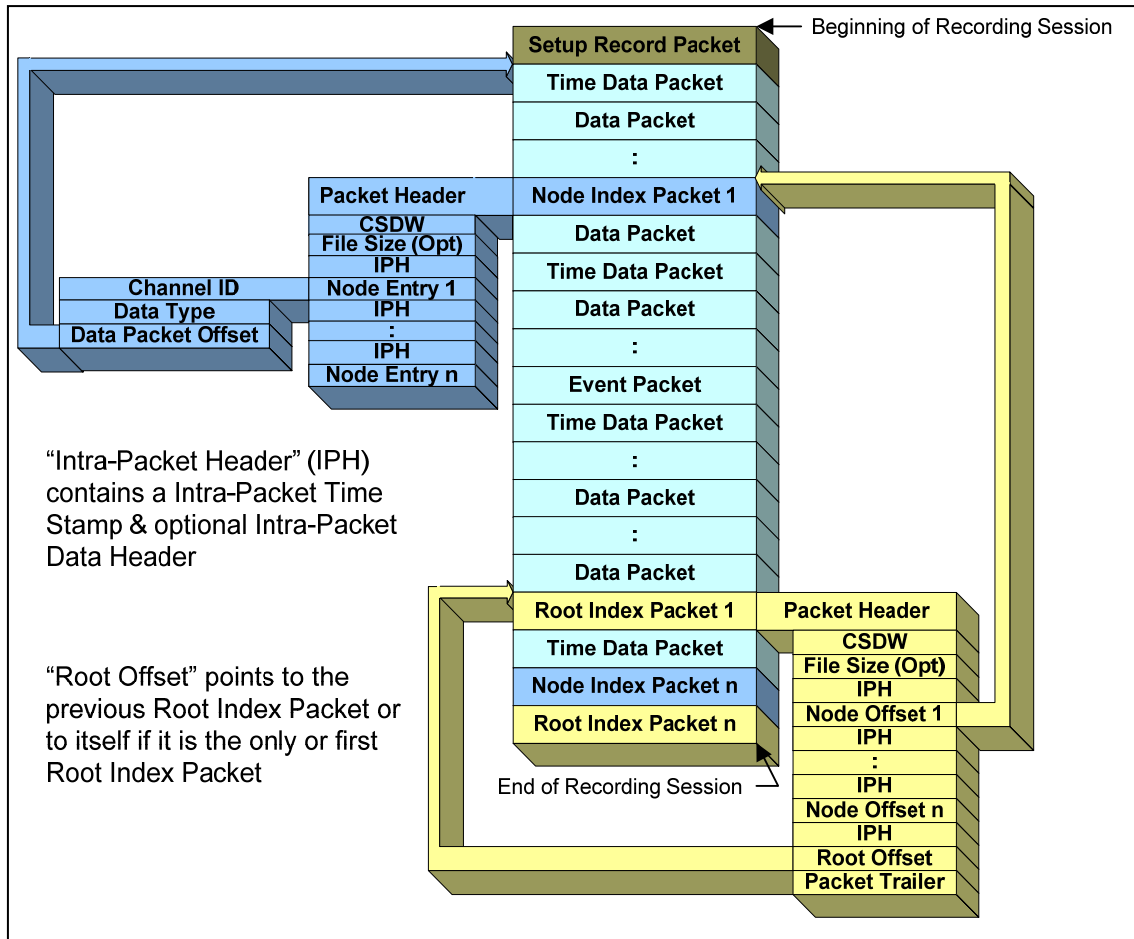 Beginning of Recording Session
Setup Record Packet
Time Data Packet
Data Packet
:
Node Index Packet 1
Data Packet
Time Data Packet
Data Packet
:
Event Packet
Time Data Packet
:
Data Packet
:
Data Packet
Root Index Packet 1
Time Data Packet
Node Index Packet n
Root Index Packet n
End of Recording Session
Packet Header
CSDW
File Size (Opt)
IPH
Node Entry 1
IPH
:
IPH
Node Entry n
Channel ID
Data Type
Data Packet Offset
“Intra-Packet Header” (IPH)
contains a Intra-Packet Time
Stamp & optional Intra-Packet
Data Header
“Root Offset” points to the
previous Root Index Packet or
to itself if it is the only or first
Root Index Packet
Packet Header
CSDW
File Size (Opt)
IPH
Node Offset 1
IPH
:
IPH
Node Offset n
IPH
Root Offset
Packet Trailer